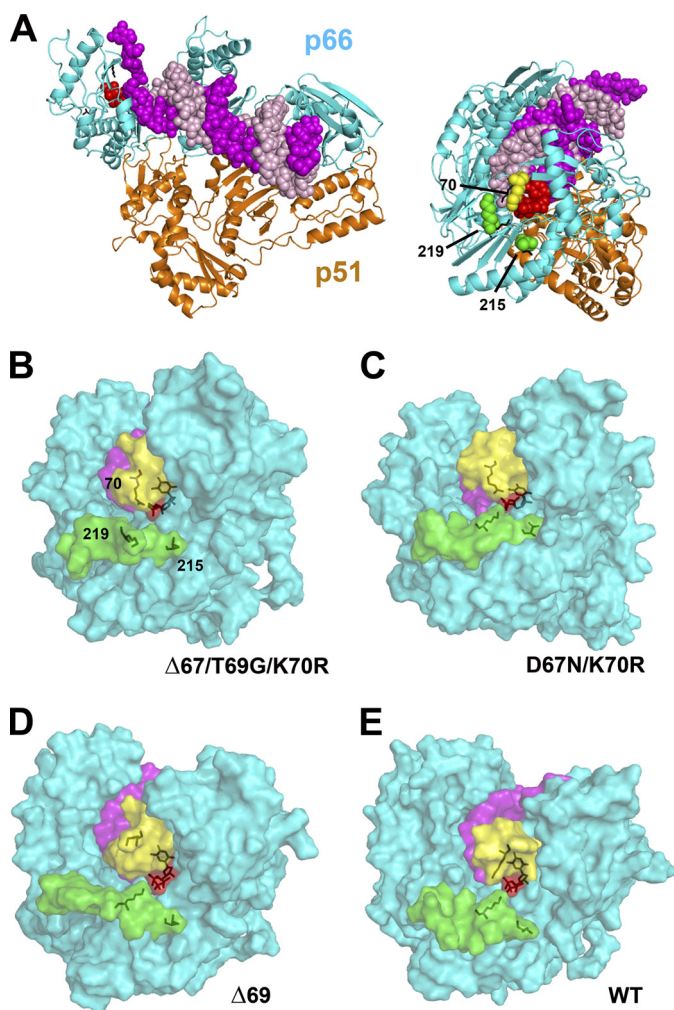 A
p66
p51
70
219
215
B
70
219
215
Δ67/T69G/K70R
C
D67N/K70R
D
Δ69
E
WT